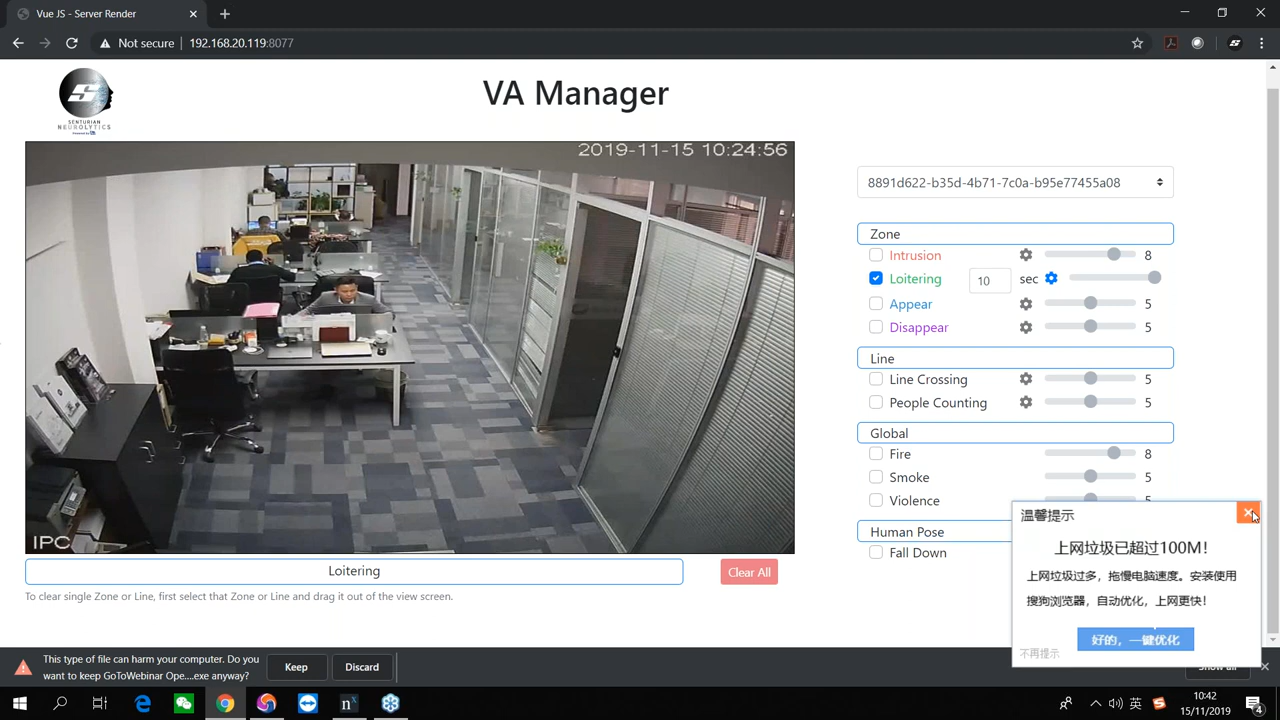 Vue JS - Server Render
Not secure
192.168.20.119:8077
SENTURIAN
NEUROLYTICS
VA Manager
2019-11-15 10:24:56
IPC
Loitering
Clear All
To clear single Zone or Line, first select that Zone or Line and drag it out of the view screen.
8891d622-b35d-4b71-7c0a-b95e77455a08
Zone
Intrusion 8
Loitering 10 sec
Appear 5
Disappear 5
Line
Line Crossing 5
People Counting 5
Global
Fire 8
Smoke 5
Violence 5
Human Pose
Fall Down
温馨提示
上网垃圾已超过100M!
上网垃圾过多，拖慢电脑速度。安装使用
搜狗浏览器，自动优化，上网更快!
好的，一键优化
不再提示
This type of file can harm your computer. Do you
want to keep GoToWebinar Ope....exe anyway?
Keep
Discard
Show all
英
10:42
15/11/2019
4